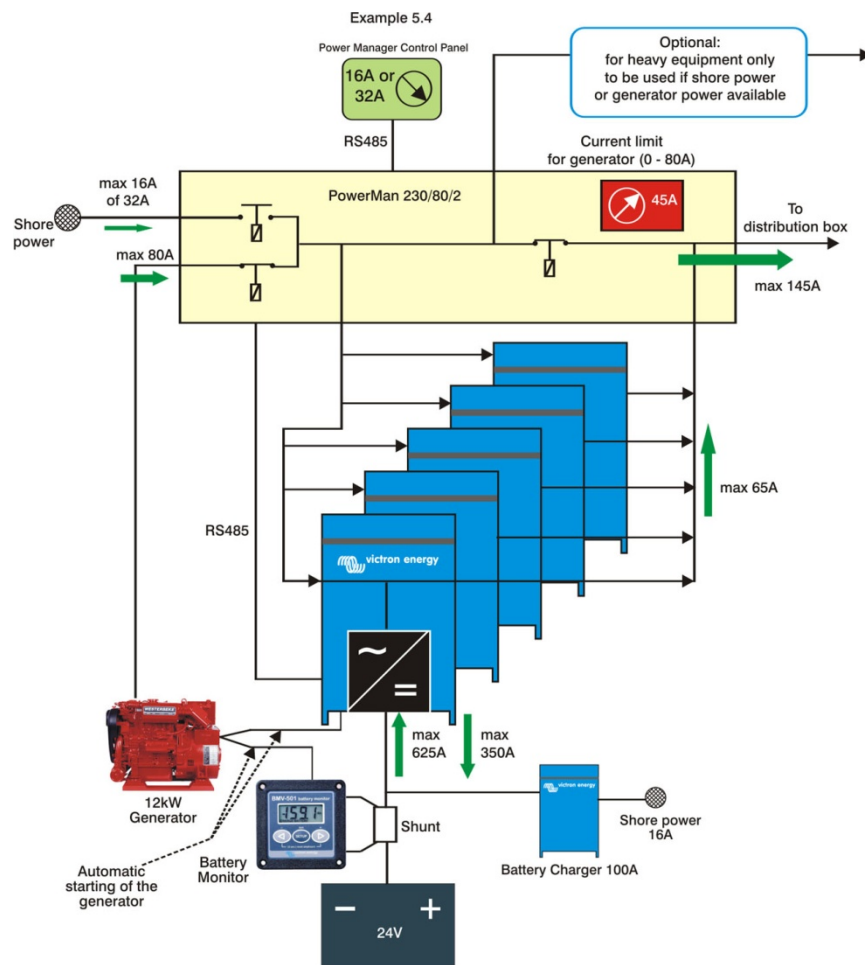 Example 5.4
Power Manager Control Panel
16A or
32A
RS485
Optional:
for heavy equipment only
to be used if shore power
or generator power available
Current limit
for generator (0 - 80A)
max 16A
of 32A
PowerMan 230/80/2
45A
Shore
power
To
distribution box
max 80A
max 145A
max 65A
RS485
victron energy
~
=
max
625A
max
350A
WESTERBEKE
12kW
Generator
BMV-501 battery monitor
Shunt
victron energy
Shore power
16A
Battery Charger 100A
Automatic
starting of the
generator
Battery
Monitor
24V